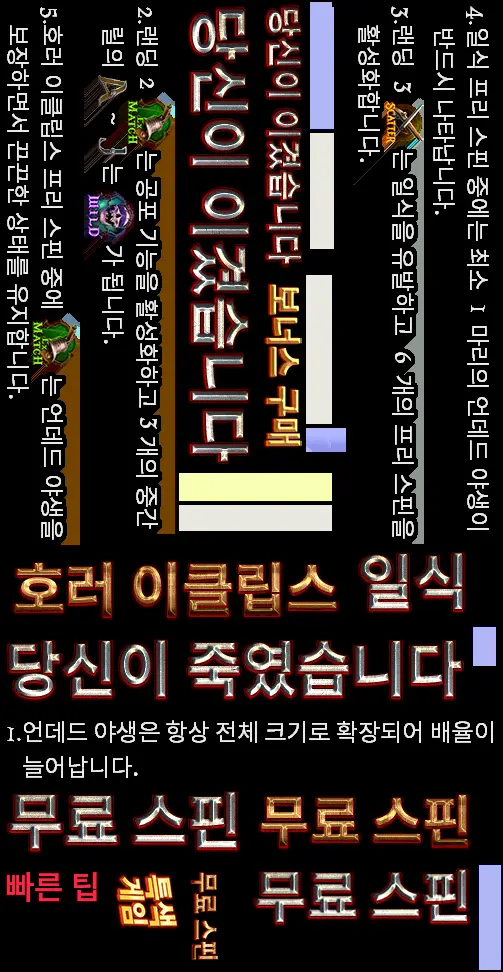 4. 일식 프리 스핀 중에는 최소 1 마리의 언데드 야생이
반드시 나타납니다.
3. 랜딩 3 SCATTER 는 일식을 유발하고 6 개의 프리 스핀을
활성화합니다.
당신이 이겼습니다
보너스 구매
당신이 이겼습니다
2. 랜딩 2 EX MATCH 는 공포 기능을 활성화하고 3 개의 중간
릴의 A ~ J 는 WILD 가 됩니다.
5. 호러 이클립스 프리 스핀 중에 EX MATCH 는 언데드 야생을
보장하면서 끈끈한 상태를 유지합니다.
호러 이클립스
일식
당신이 죽였습니다
1. 언데드 야생은 항상 전체 크기로 확장되어 배율이
늘어납니다.
무료 스핀
무료 스핀
빠른 팁
특색
게임
무료 스핀
무료 스핀